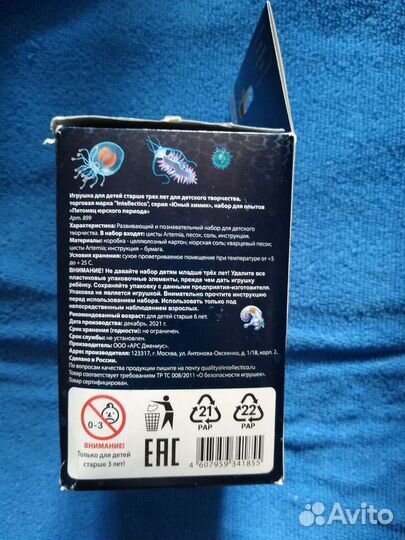 Игрушка для детей старше трех лет для детского творчества,
торговая марка "Intellectico", серия «Юный химик», набор для опытов
«Питомец юрского периода»
Арт. 899
Характеристика: Развивающий и познавательный набор для детского
творчества. В набор входят: цисты Artemia, песок, соль, инструкция.
Материалы: коробка - целлюлозный картон; морская соль; кварцевый песок;
цисты Artemia; инструкция – бумага.
Условия хранения: сухое проветриваемое помещение при температуре от +5
до + 25 С.
ВНИМАНИЕ! Не давайте набор детям младше трёх лет! Удалите все
пластиковые упаковочные элементы, прежде чем дать игрушку
ребёнку. Сохраняйте упаковку с данными предприятия-изготовителя.
Упаковка не является игрушкой. Внимательно прочтите инструкцию
перед использованием набора. Использовать только под
непосредственным наблюдением взрослых.
Рекомендованный возраст: для детей старше 6 лет.
Дата производства: декабрь, 2021 г.
Срок хранения (годности): не ограничен.
Срок службы: не установлен.
Производитель: ООО «АРС Джениус».
Адрес производителя: 123317, г. Москва, ул. Антонова-Овсеенко, д. 1/18, корп. 2.
Сделано в России.
По вопросам качества продукции пишите на почту quality@intellectico.ru
Товар соответствует требованиям ТР ТС 008/2011 «О безопасности игрушек».
Товар сертифицирован.
0-3
ВНИМАНИЕ!
Только для детей
старше 3 лет!
EAC
21
PAP
22
PAP
4 607959 341855
Avito